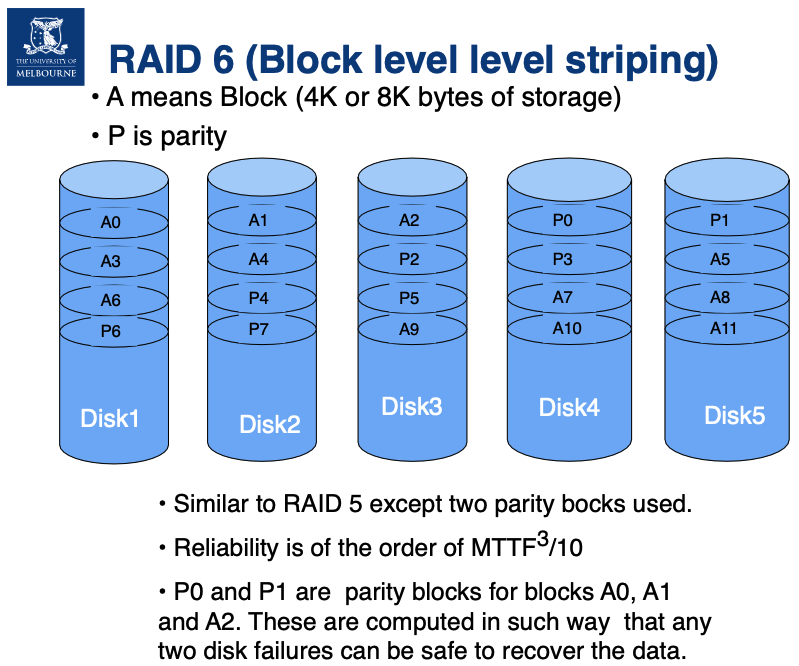 THE UNIVERSITY OF
MELBOURNE
RAID 6 (Block level level striping)
• A means Block (4K or 8K bytes of storage)
• P is parity
A0 A1 A2 P0 P1
A3 A4 P2 P3 A5
A6 P4 P5 A7 A8
P6 P7 A9 A10 A11
Disk1 Disk2 Disk3 Disk4 Disk5
• Similar to RAID 5 except two parity bocks used.
• Reliability is of the order of MTTF³/10
• P0 and P1 are parity blocks for blocks A0, A1
and A2. These are computed in such way that any
two disk failures can be safe to recover the data.